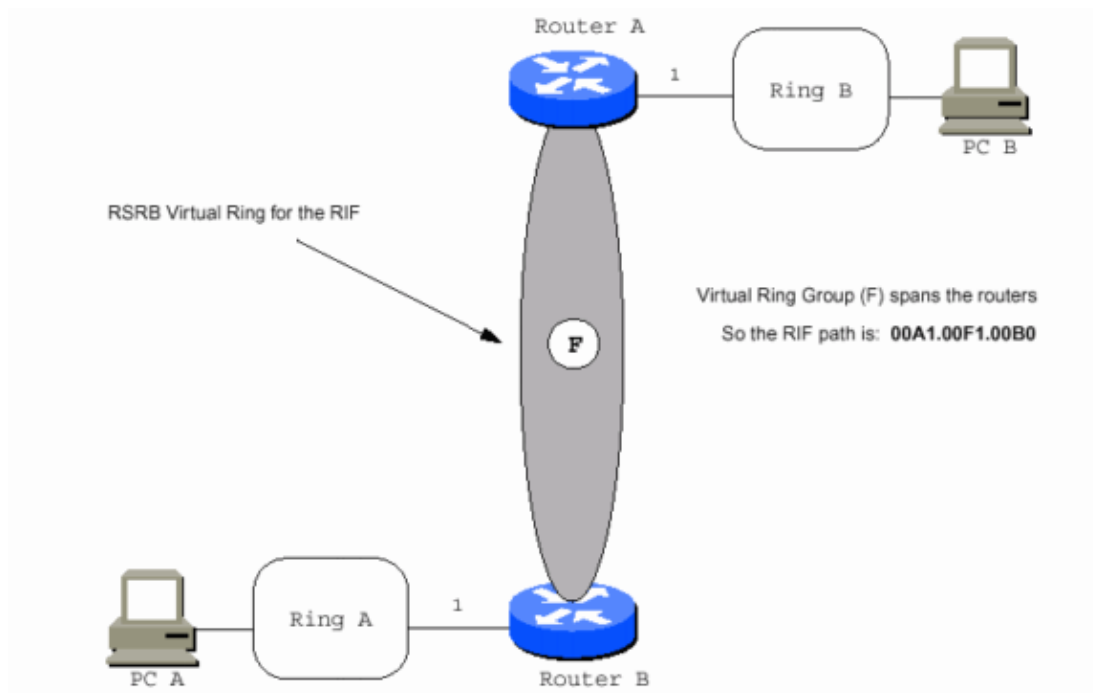 Router A
1
Ring B
PC B
RSRB Virtual Ring for the RIF
Virtual Ring Group (F) spans the routers
So the RIF path is: 00A1.00F1.00B0
F
Ring A
1
PC A
Router B